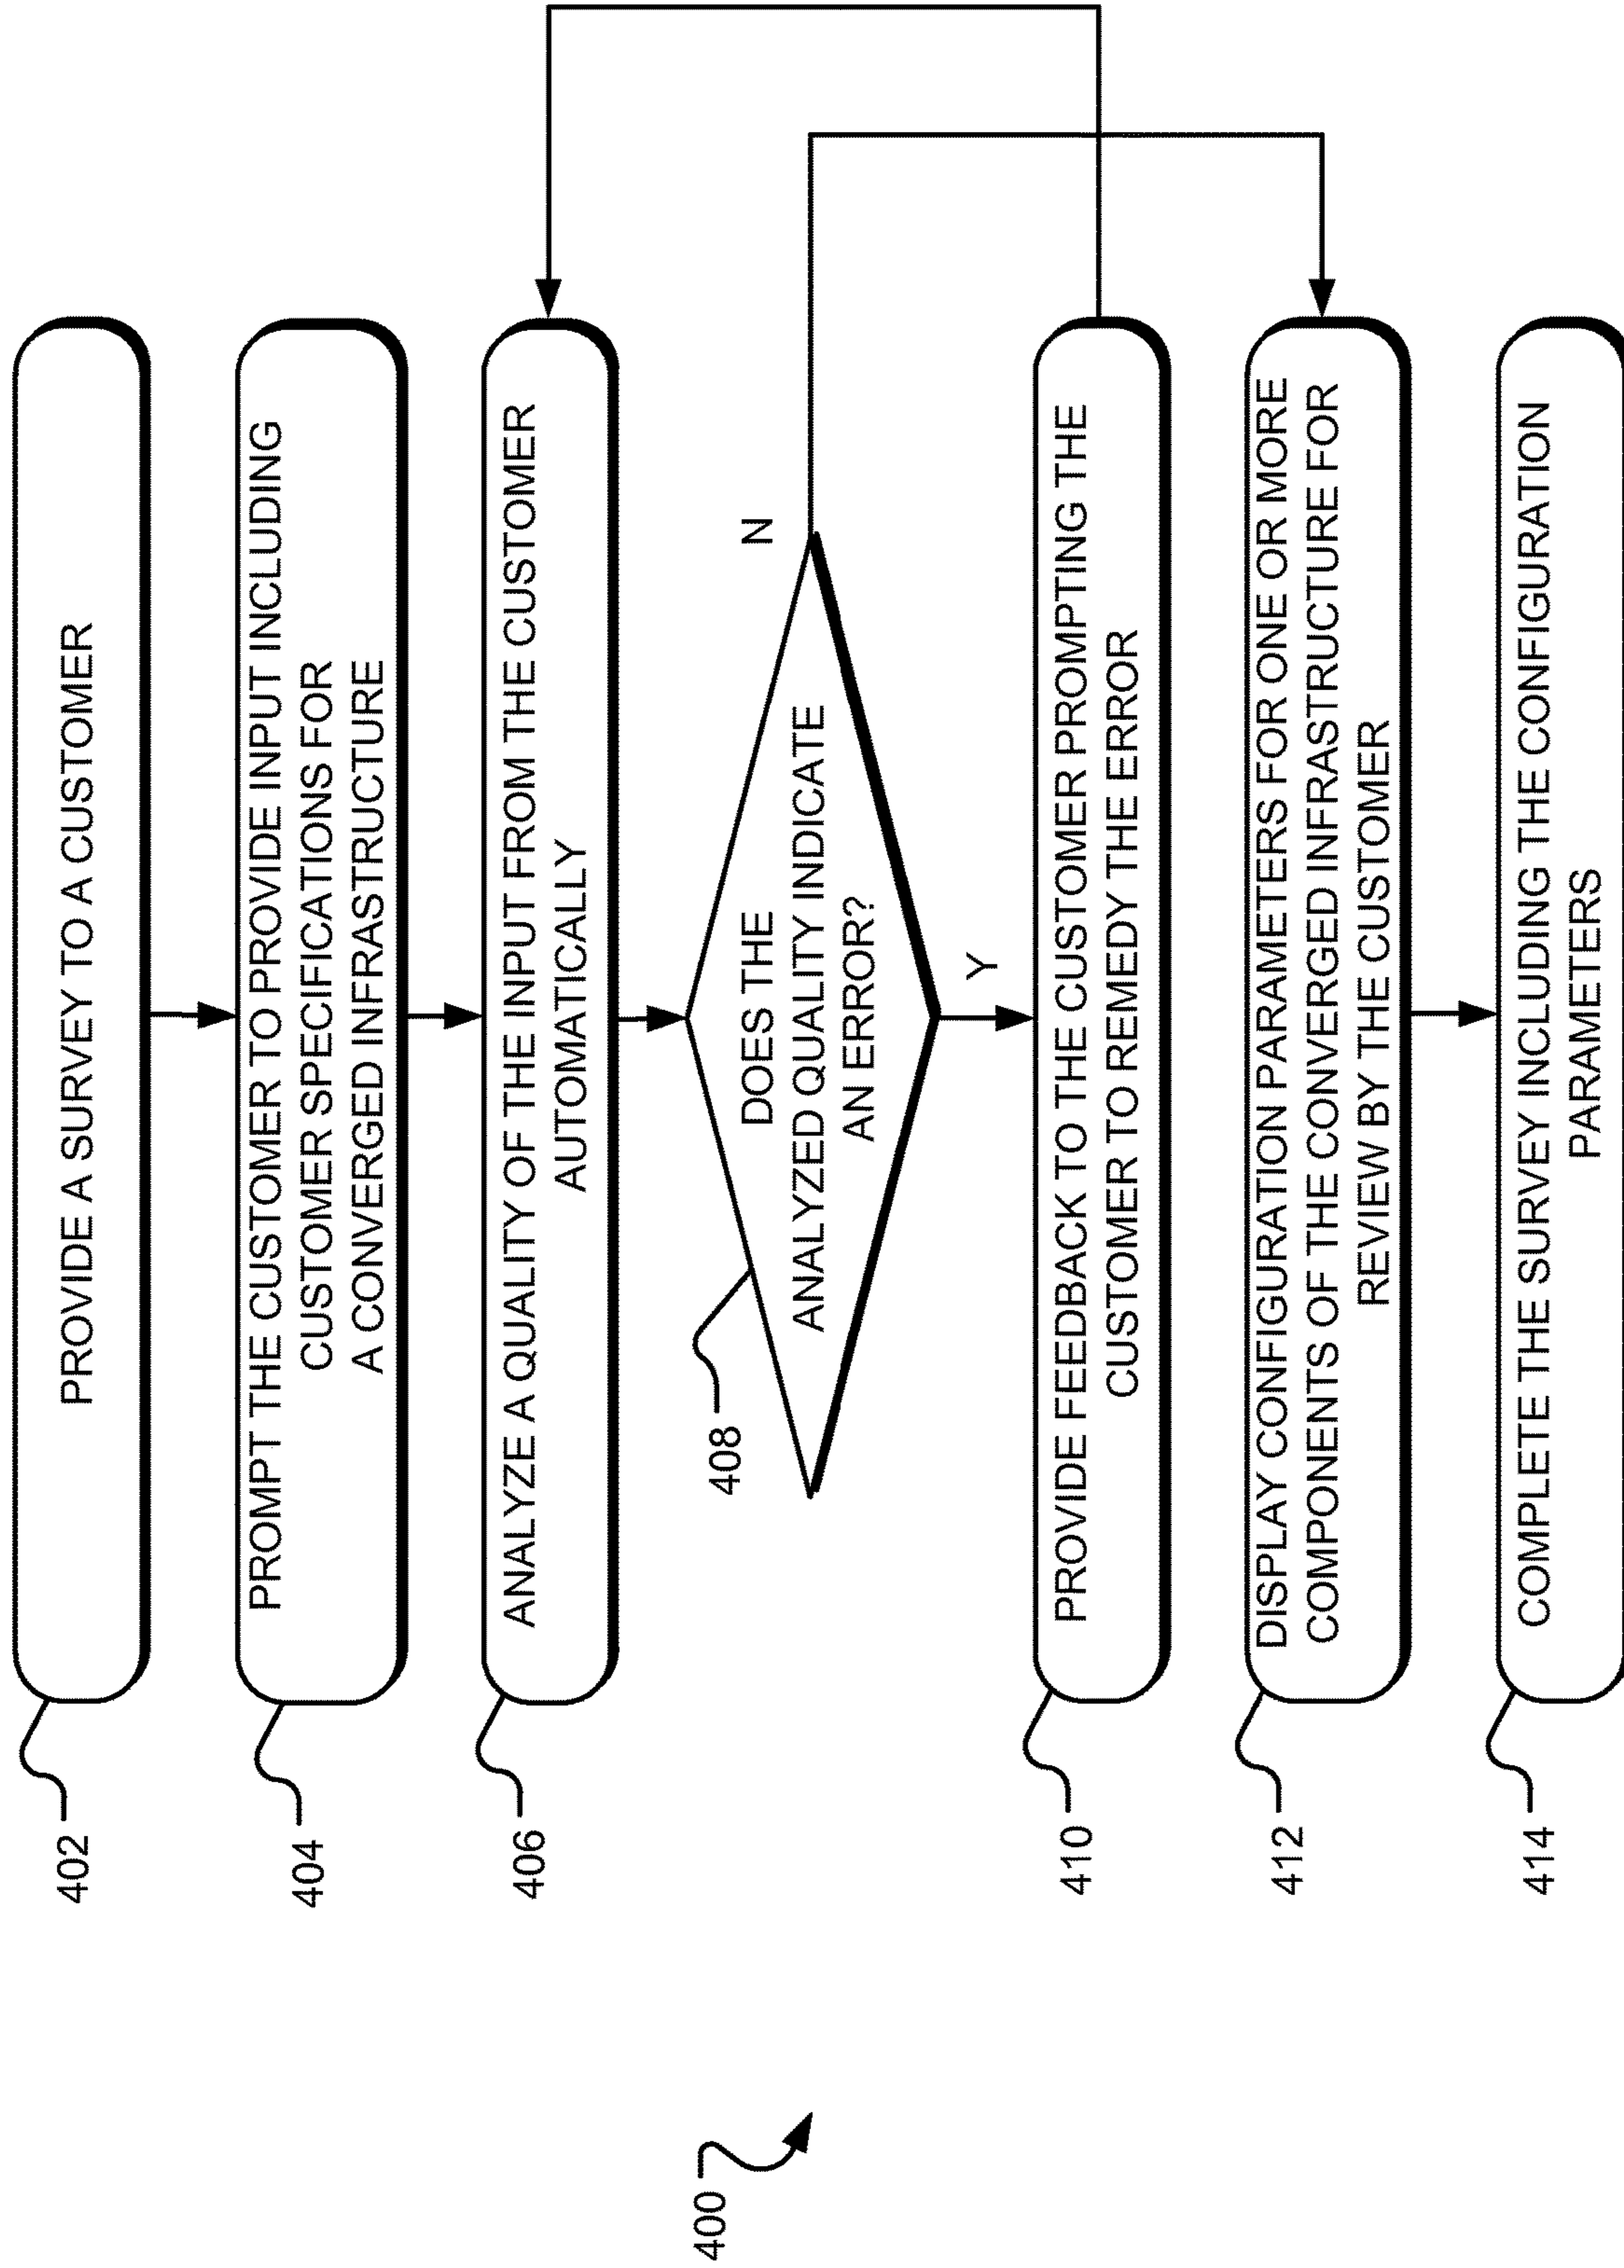 400
402
PROVIDE A SURVEY TO A CUSTOMER
404
PROMPT THE CUSTOMER TO PROVIDE INPUT INCLUDING
CUSTOMER SPECIFICATIONS FOR
A CONVERGED INFRASTRUCTURE
406
ANALYZE A QUALITY OF THE INPUT FROM THE CUSTOMER
AUTOMATICALLY
408
DOES THE
ANALYZED QUALITY INDICATE
AN ERROR?
N
Y
410
PROVIDE FEEDBACK TO THE CUSTOMER PROMPTING THE
CUSTOMER TO REMEDY THE ERROR
412
DISPLAY CONFIGURATION PARAMETERS FOR ONE OR MORE
COMPONENTS OF THE CONVERGED INFRASTRUCTURE FOR
REVIEW BY THE CUSTOMER
414
COMPLETE THE SURVEY INCLUDING THE CONFIGURATION
PARAMETERS